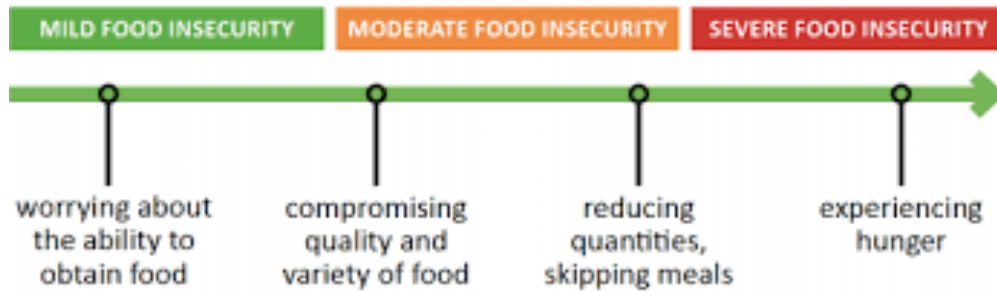 MILD FOOD INSECURITY
MODERATE FOOD INSECURITY
SEVERE FOOD INSECURITY
worrying about
the ability to
obtain food
compromising
quality and
variety of food
reducing
quantities,
skipping meals
experiencing
hunger